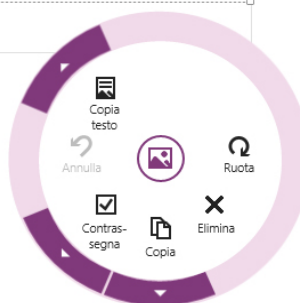 Copia
testo
Annulla
Ruota
Contras-
segna
Elimina
Copia